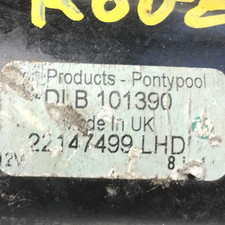 Products - Pontypool
DLB 101390
Made In UK
22147499 LHD
12V